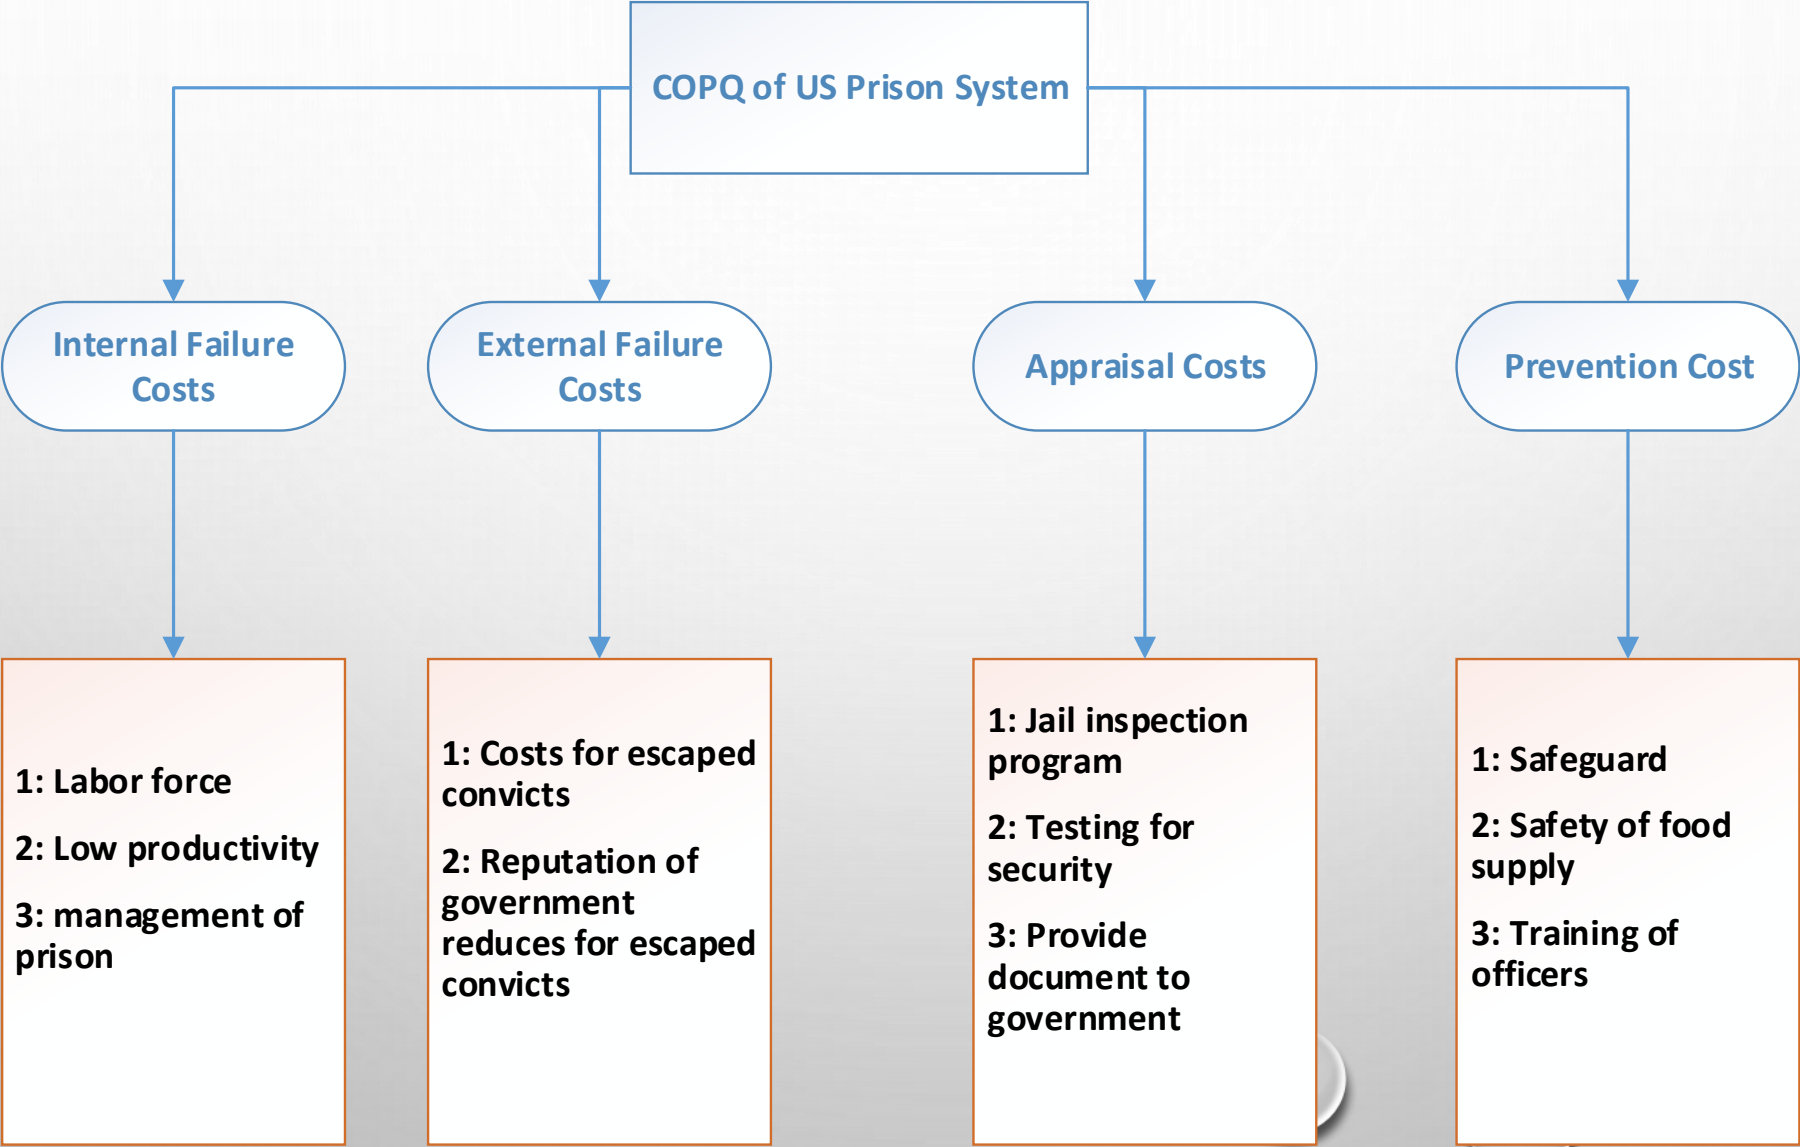 COPQ of US Prison System
Internal Failure
Costs
External Failure
Costs
Appraisal Costs
Prevention Cost
1: Labor force
2: Low productivity
3: management of
prison
1: Costs for escaped
convicts
2: Reputation of
government
reduces for escaped
convicts
1: Jail inspection
program
2: Testing for
security
3: Provide
document to
government
1: Safeguard
2: Safety of food
supply
3: Training of
officers